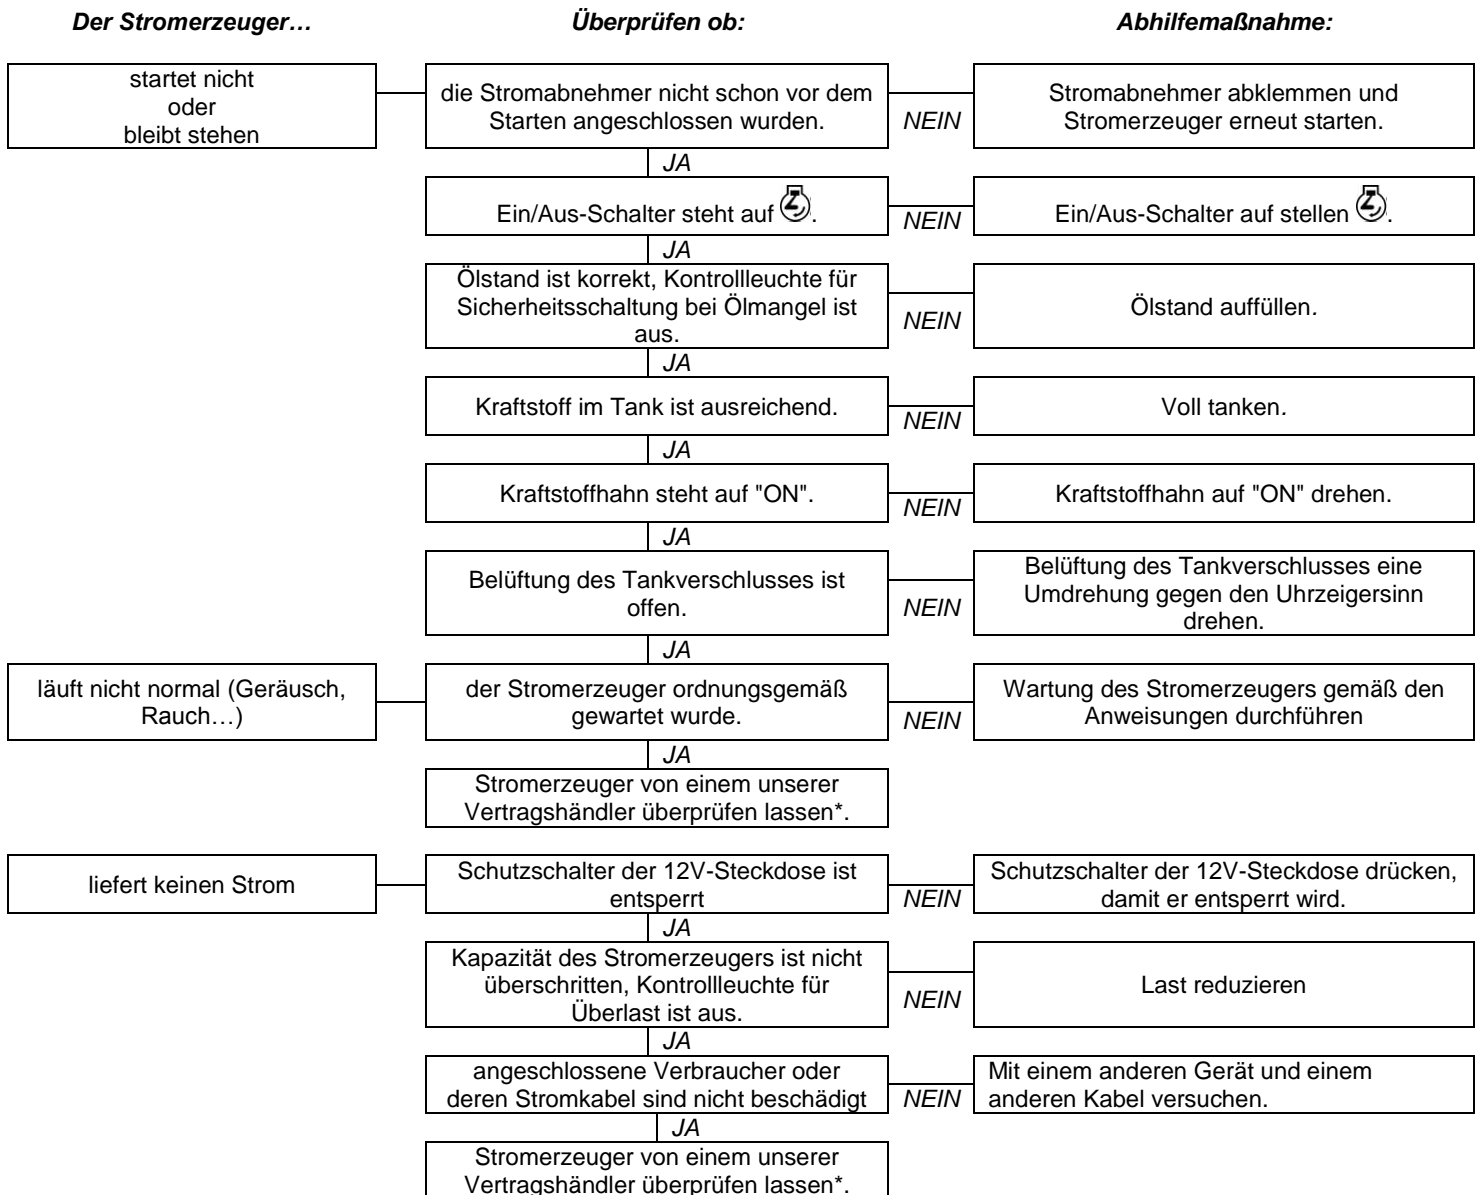 Der Stromerzeuger…
Überprüfen ob:
Abhilfemaßnahme:
startet nicht
oder
bleibt stehen
die Stromabnehmer nicht schon vor dem
Starten angeschlossen wurden.
NEIN
Stromabnehmer abklemmen und
Stromerzeuger erneut starten.
JA
Ein/Aus-Schalter steht auf .
NEIN
Ein/Aus-Schalter auf stellen .
JA
Ölstand ist korrekt, Kontrollleuchte für
Sicherheitsschaltung bei Ölmangel ist
aus.
NEIN
Ölstand auffüllen.
JA
Kraftstoff im Tank ist ausreichend.
NEIN
Voll tanken.
JA
Kraftstoffhahn steht auf "ON".
NEIN
Kraftstoffhahn auf "ON" drehen.
JA
Belüftung des Tankverschlusses ist
offen.
NEIN
Belüftung des Tankverschlusses eine
Umdrehung gegen den Uhrzeigersinn
drehen.
JA
läuft nicht normal (Geräusch,
Rauch…)
der Stromerzeuger ordnungsgemäß
gewartet wurde.
NEIN
Wartung des Stromerzeugers gemäß den
Anweisungen durchführen
JA
Stromerzeuger von einem unserer
Vertragshändler überprüfen lassen*.
liefert keinen Strom
Schutzschalter der 12V-Steckdose ist
entsperrt
NEIN
Schutzschalter der 12V-Steckdose drücken,
damit er entsperrt wird.
JA
Kapazität des Stromerzeugers ist nicht
überschritten, Kontrollleuchte für
Überlast ist aus.
NEIN
Last reduzieren
JA
angeschlossene Verbraucher oder
deren Stromkabel sind nicht beschädigt
NEIN
Mit einem anderen Gerät und einem
anderen Kabel versuchen.
JA
Stromerzeuger von einem unserer
Vertragshändler überprüfen lassen*.